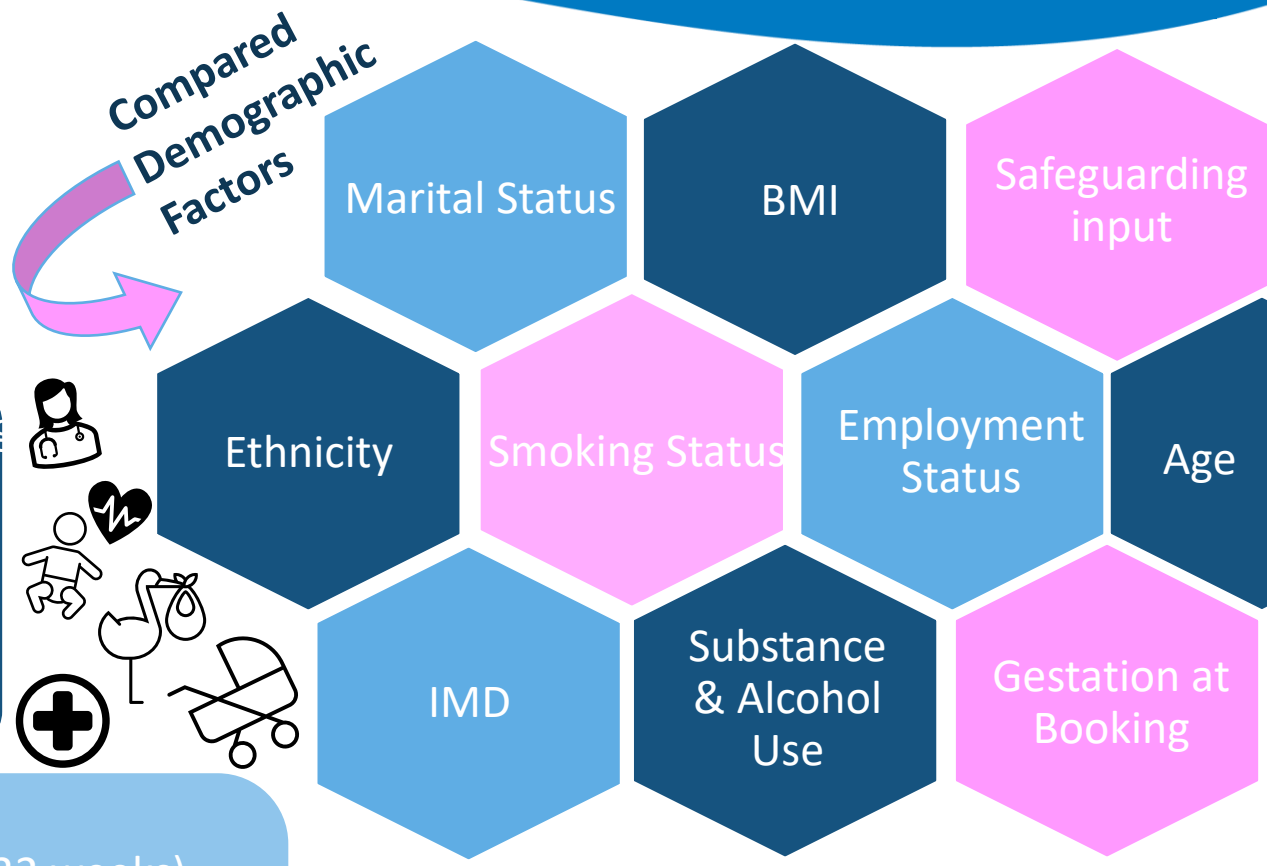 Compared
Demographic
Factors
Marital Status
BMI
Safeguarding
input
Ethnicity
Smoking Status
Employment
Status
Age
IMD
Substance
& Alcohol
Use
Gestation at
Booking
weeks)